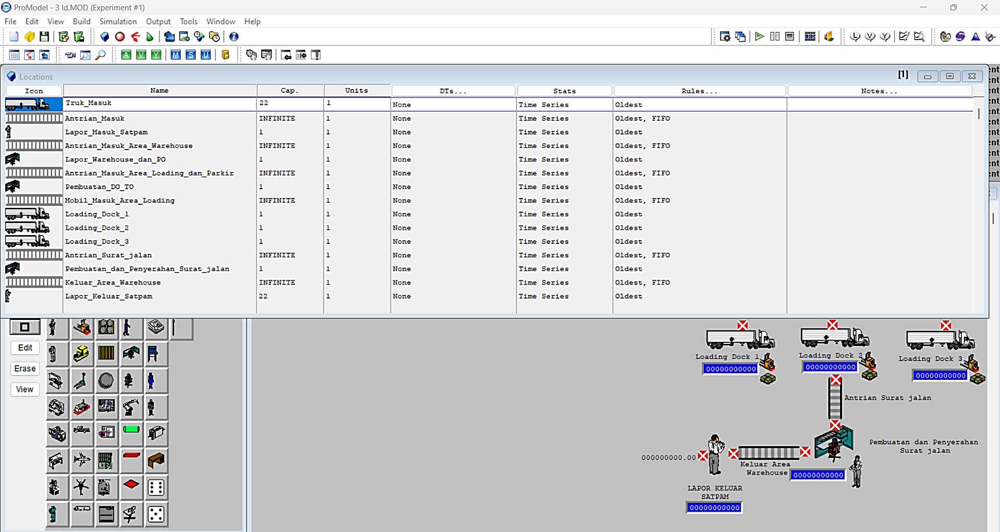 ProModel - 3 ld.MOD (Experiment #1)
File Edit View Build Simulation Output Tools Window Help
L V Y
A V Y M S U
Locations [1]
Icon Name Cap. Units DTs... Stats Rules... Notes...
Truk_Masuk 22 1 None Time Series Oldest
Antrian_Masuk INFINITE 1 None Time Series Oldest, FIFO
Lapor_Masuk_Satpam 1 1 None Time Series Oldest
Antrian_Masuk_Area_Warehouse INFINITE 1 None Time Series Oldest, FIFO
Lapor_Warehouse_dan_PO 1 1 None Time Series Oldest
Antrian_Masuk_Area_Loading_dan_Parkir INFINITE 1 None Time Series Oldest, FIFO
Pembuatan_DO_TO 1 1 None Time Series Oldest
Mobil_Masuk_Area_Loading INFINITE 1 None Time Series Oldest, FIFO
Loading_Dock_1 1 1 None Time Series Oldest
Loading_Dock_2 1 1 None Time Series Oldest
Loading_Dock_3 1 1 None Time Series Oldest
Antrian_Surat_jalan INFINITE 1 None Time Series Oldest, FIFO
Pembuatan_dan_Penyerahan_Surat_jalan 1 1 None Time Series Oldest
Keluar_Area_Warehouse INFINITE 1 None Time Series Oldest, FIFO
Lapor_Keluar_Satpam 22 1 None Time Series Oldest
Edit
Erase
View
Loading Dock 1 Loading Dock 2 Loading Dock 3
00000000000 00000000000 00000000000
Antrian Surat jalan
Pembuatan dan Penyerahan
Surat jalan
000000000.00
Keluar Area
Warehouse 00000000000
LAPOR KELUAR
SATPAM
00000000000